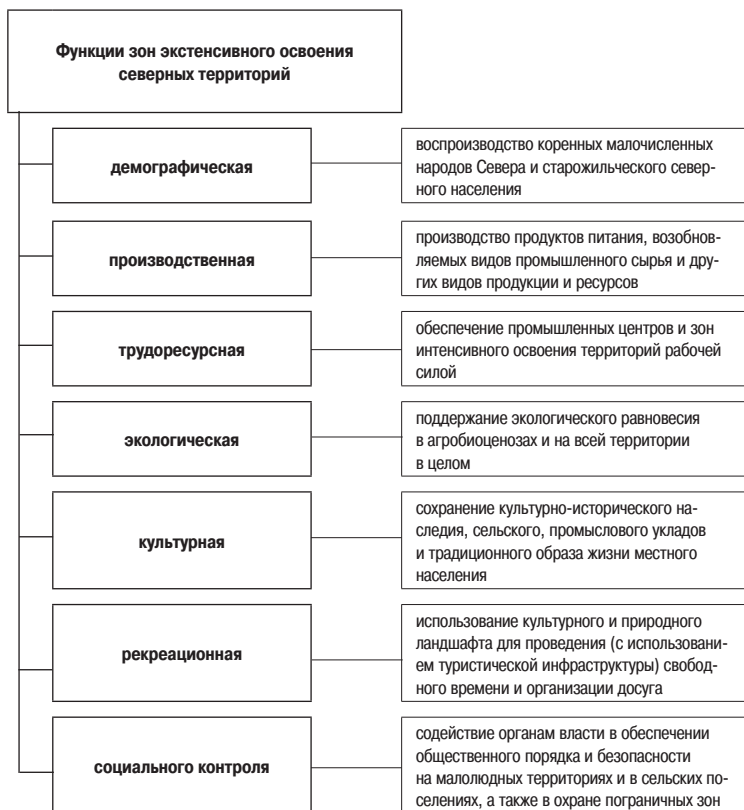 Функции зон экстенсивного освоения
северных территорий
демографическая
воспроизводство коренных малочисленных
народов Севера и старожильческого север-
ного населения
производственная
производство продуктов питания, возобнов-
ляемых видов промышленного сырья и дру-
гих видов продукции и ресурсов
трудоресурсная
обеспечение промышленных центров и зон
интенсивного освоения территорий рабочей
силой
экологическая
поддержание экологического равновесия
в агробиоценозах и на всей территории
в целом
культурная
сохранение культурно-исторического на-
следия, сельского, промыслового укладов
и традиционного образа жизни местного
населения
рекреационная
использование культурного и природного
ландшафта для проведения (с использовани-
ем туристической инфраструктуры) свобод-
ного времени и организации досуга
социального контроля
содействие органам власти в обеспечении
общественного порядка и безопасности
на малолюдных территориях и в сельских по-
селениях, а также в охране пограничных зон